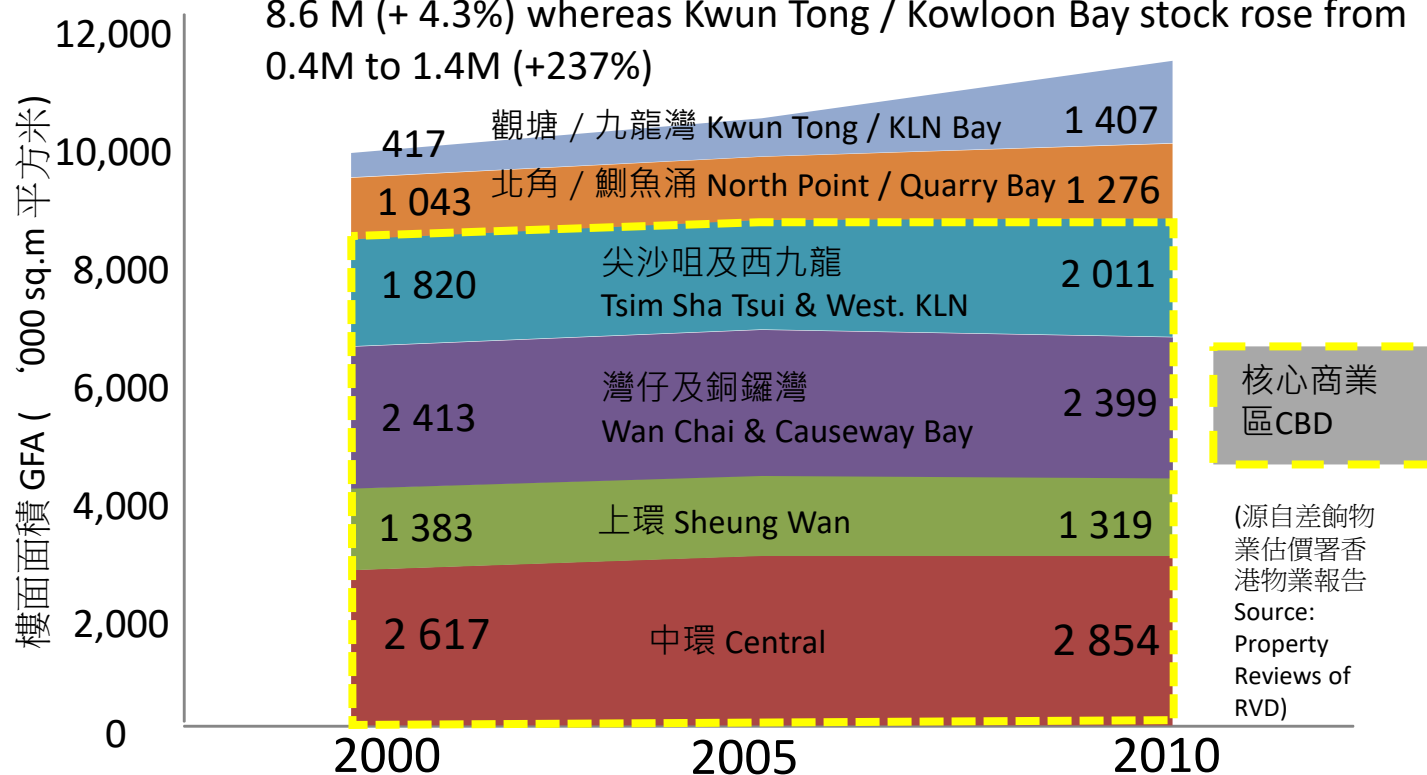 8.6 M (+ 4.3%) whereas Kwun Tong / Kowloon Bay stock rose from
0.4M to 1.4M (+237%)
樓面面積 GFA ( ‘000 sq.m 平方米)
12,000
10,000
8,000
6,000
4,000
2,000
0
417
觀塘 / 九龍灣 Kwun Tong / KLN Bay
1 407
1 043
北角 / 鰂魚涌 North Point / Quarry Bay
1 276
1 820
尖沙咀及西九龍
Tsim Sha Tsui & West. KLN
2 011
2 413
灣仔及銅鑼灣
Wan Chai & Causeway Bay
2 399
1 383
上環 Sheung Wan
1 319
2 617
中環 Central
2 854
2000
2005
2010
核心商業
區CBD
(源自差餉物
業估價署香
港物業報告
Source:
Property
Reviews of
RVD)